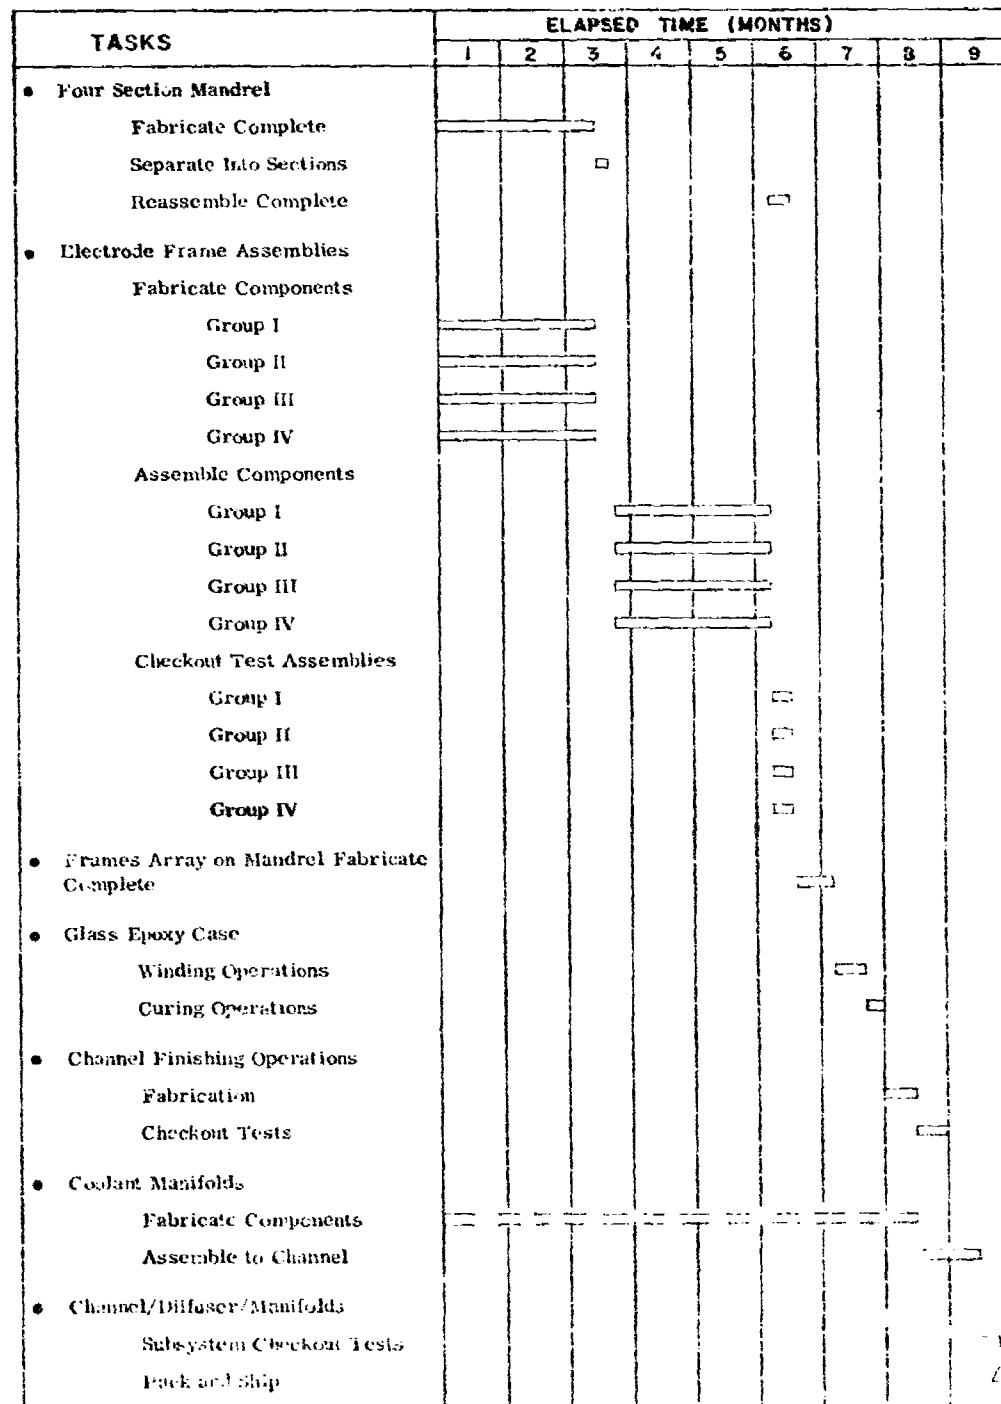 TASKS
ELAPSED TIME (MONTHS)
1 2 3 4 5 6 7 8 9
• Four Section Mandrel
Fabricate Complete
Separate Into Sections
Reassemble Complete
• Electrode Frame Assemblies
Fabricate Components
Group I
Group II
Group III
Group IV
Assemble Components
Group I
Group II
Group III
Group IV
Checkout Test Assemblies
Group I
Group II
Group III
Group IV
• Frames Array on Mandrel Fabricate
Complete
• Glass Epoxy Case
Winding Operations
Curing Operations
• Channel Finishing Operations
Fabrication
Checkout Tests
• Coolant Manifolds
Fabricate Components
Assemble to Channel
• Channel/Diffuser/Manifolds
Subsystem Checkout Tests
Pack and Ship